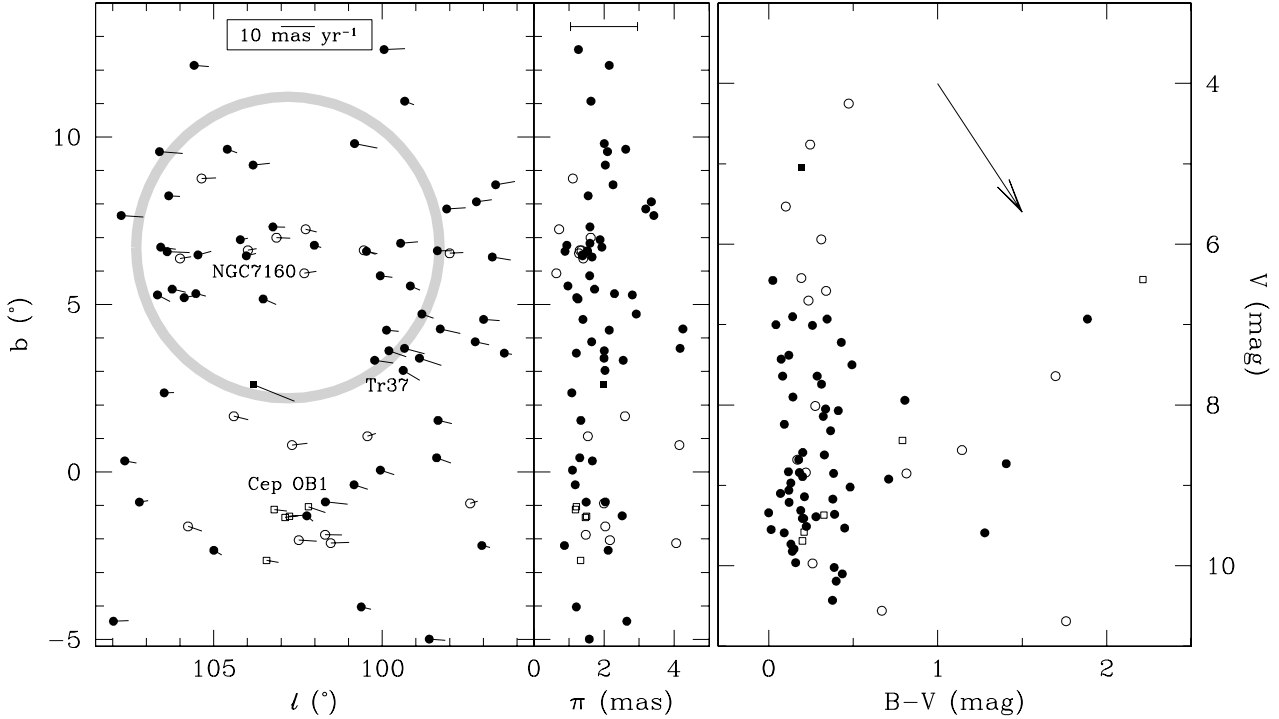 10 mas yr⁻¹
10
5
0
−5
b (°)
NGC7160
Tr37
Cep OB1
105
100
l (°)
0
2
4
π (mas)
4
6
8
10
V (mag)
0
1
2
B−V (mag)